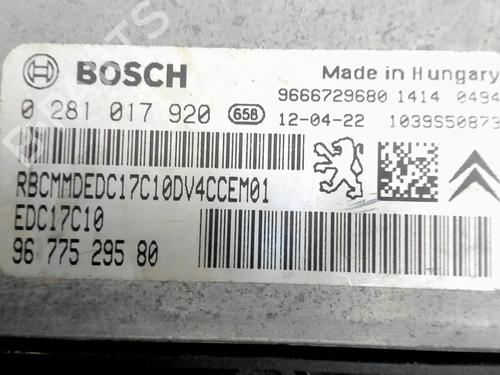 BOSCH
Made in Hungary
0 281 017 920 658
9666729680 1414 0494
12-04-22 1039S50873
RBCMMDEDC17C10DV4CCEM01
EDC17C10
96 775 295 80